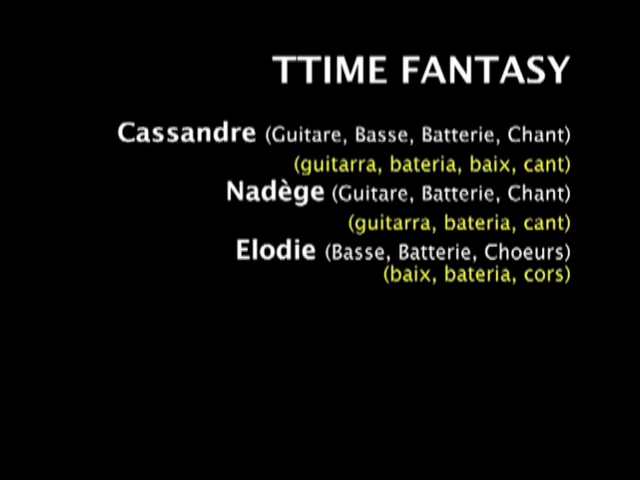 TTIME FANTASY
Cassandre (Guitare, Basse, Batterie, Chant)
(guitarra, bateria, baix, cant)
Nadège (Guitare, Batterie, Chant)
(guitarra, bateria, cant)
Elodie (Basse, Batterie, Choeurs)
(baix, bateria, cors)